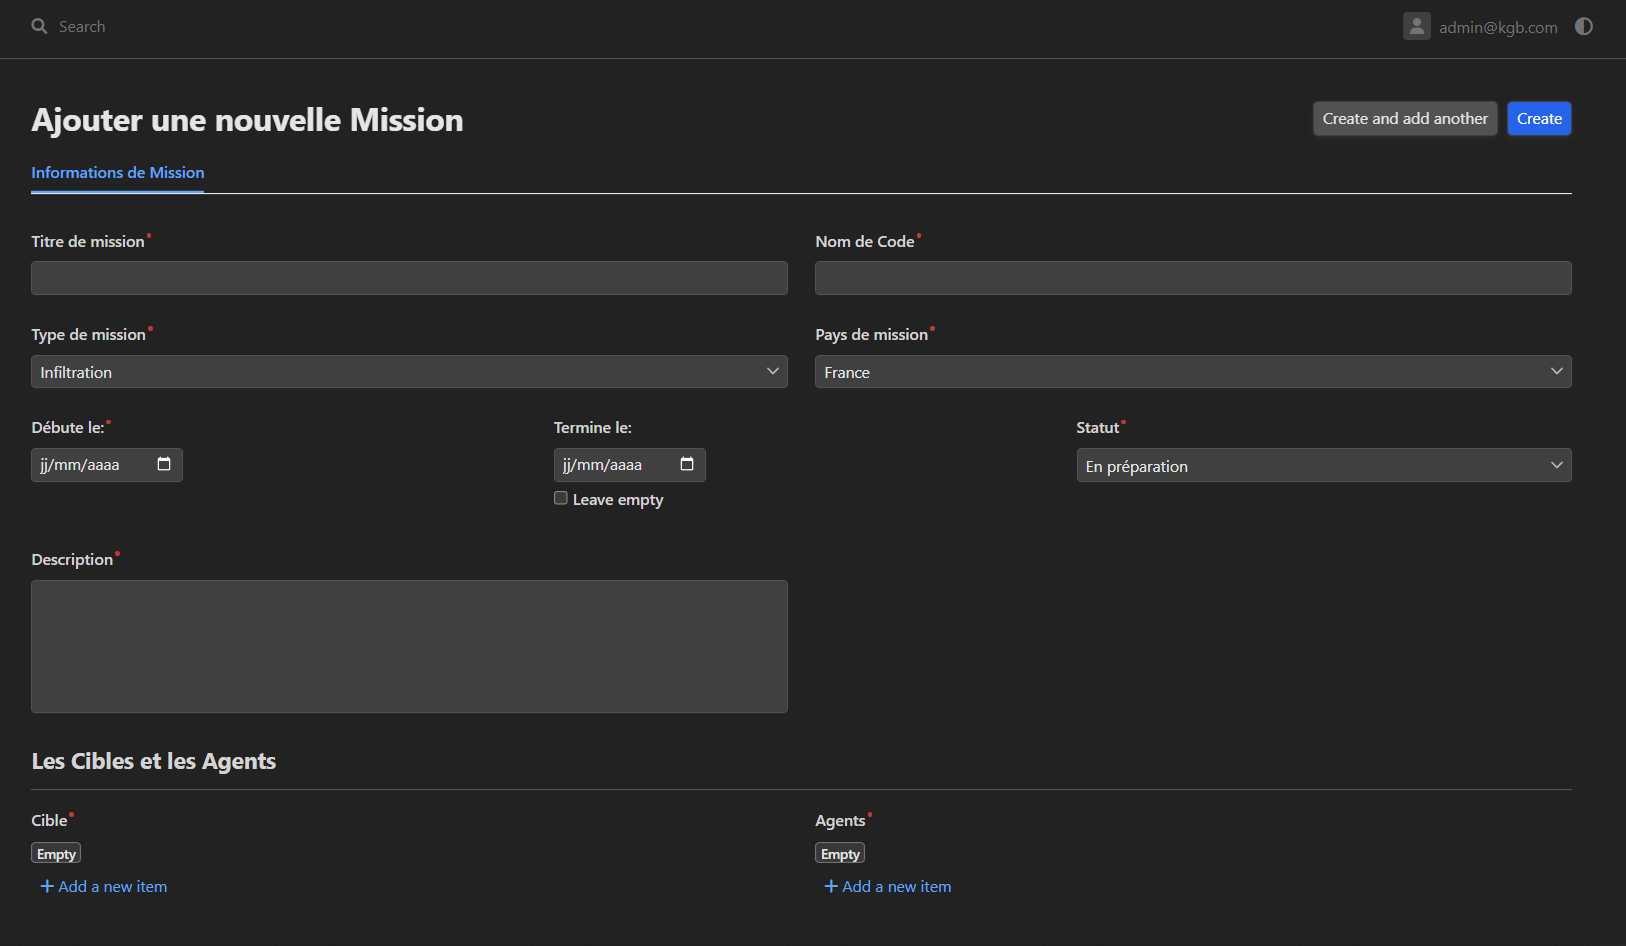 Search
admin@kgb.com
Ajouter une nouvelle Mission
Create and add another
Create
Informations de Mission
Titre de mission
Nom de Code
Type de mission
Pays de mission
Infiltration
France
Débute le:
Termine le:
Statut
jj/mm/aaaa
jj/mm/aaaa
En préparation
Leave empty
Description
Les Cibles et les Agents
Cible
Agents
Empty
Empty
+ Add a new item
+ Add a new item